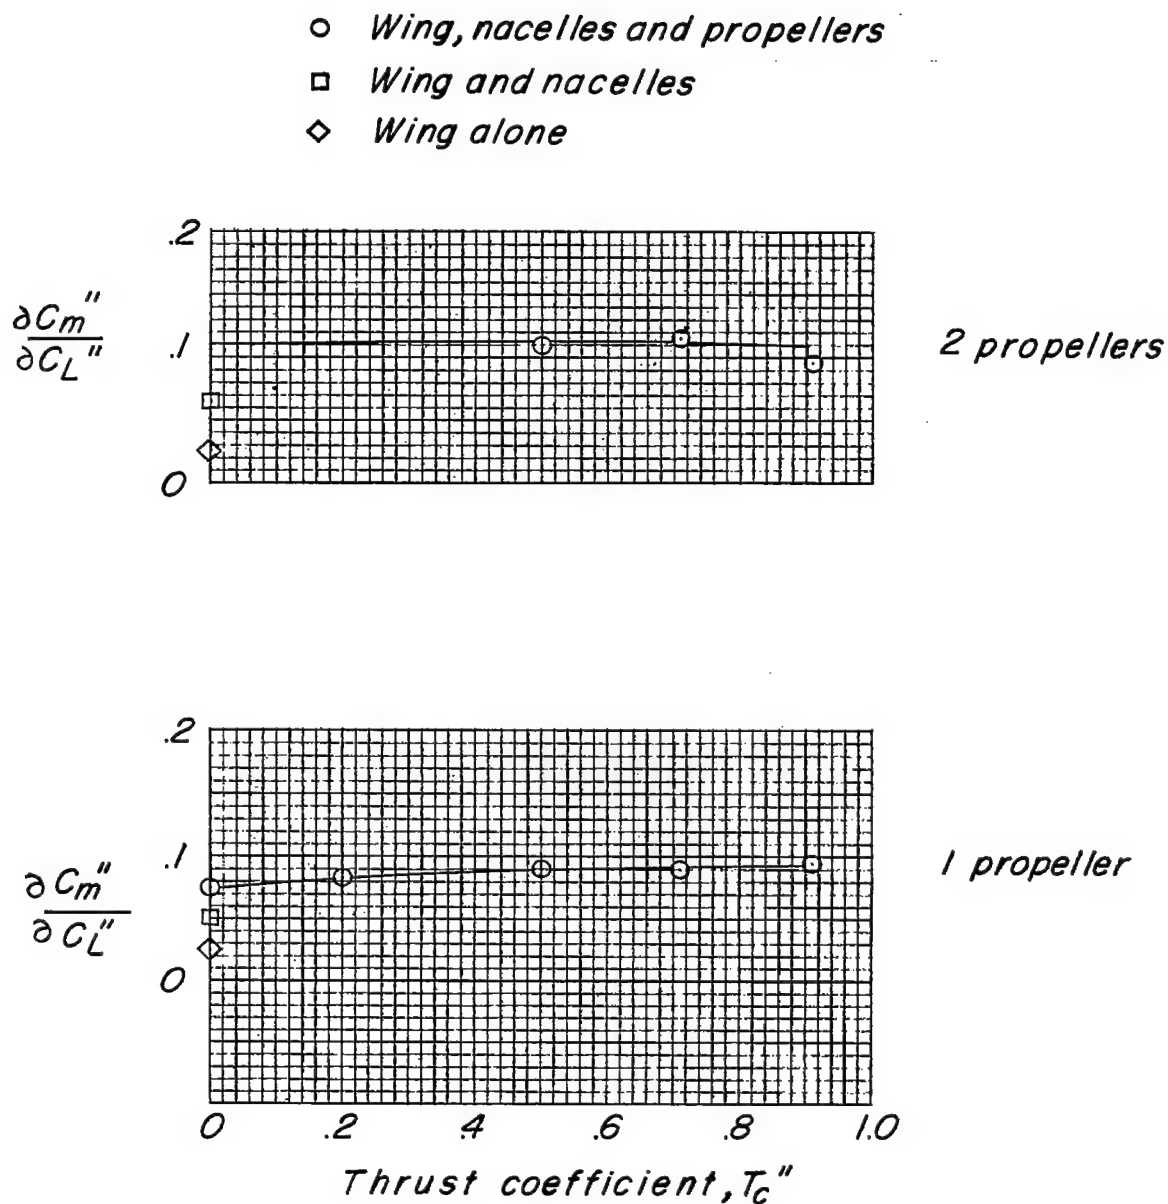 Wing, nacelles and propellers
Wing and nacelles
Wing alone
.2
∂Cm"
∂CL"
.1
0
2 propellers
.2
.1
∂Cm"
∂CL"
0
1 propeller
0 .2 .4 .6 .8 1.0
Thrust coefficient, Tc"